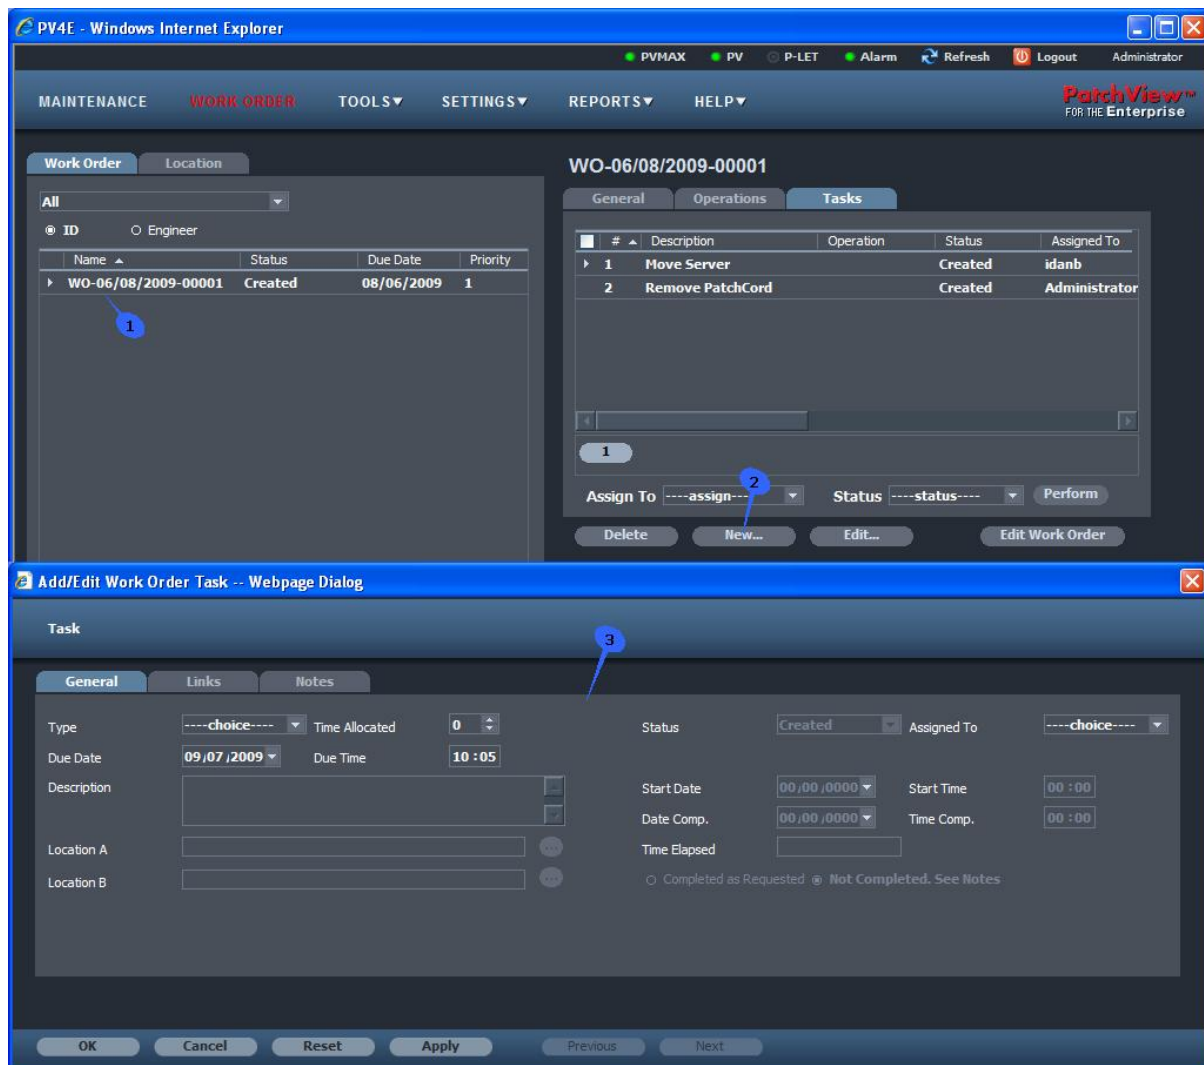 PV4E - Windows Internet Explorer
PVMAX PV P-LET Alarm Refresh Logout Administrator
MAINTENANCE WORK ORDER TOOLS▼ SETTINGS▼ REPORTS▼ HELP▼
PatchView™
FOR THE Enterprise
Work Order Location
All
ID Engineer
Name Status Due Date Priority
WO-06/08/2009-00001 Created 08/06/2009 1
1
WO-06/08/2009-00001
General Operations Tasks
# Description Operation Status Assigned To
1 Move Server Created idanb
2 Remove PatchCord Created Administrator
1
2
Assign To ----assign--- Status ----status---- Perform
Delete New... Edit... Edit Work Order
Add/Edit Work Order Task -- Webpage Dialog
Task
3
General Links Notes
Type ----choice---- Time Allocated 0 Status Created Assigned To ----choice----
Due Date 09/07/2009 Due Time 10:05
Description Start Date 00/00/0000 Start Time 00:00
Date Comp. 00/00/0000 Time Comp. 00:00
Location A Time Elapsed
Location B Completed as Requested Not Completed. See Notes
OK Cancel Reset Apply Previous Next